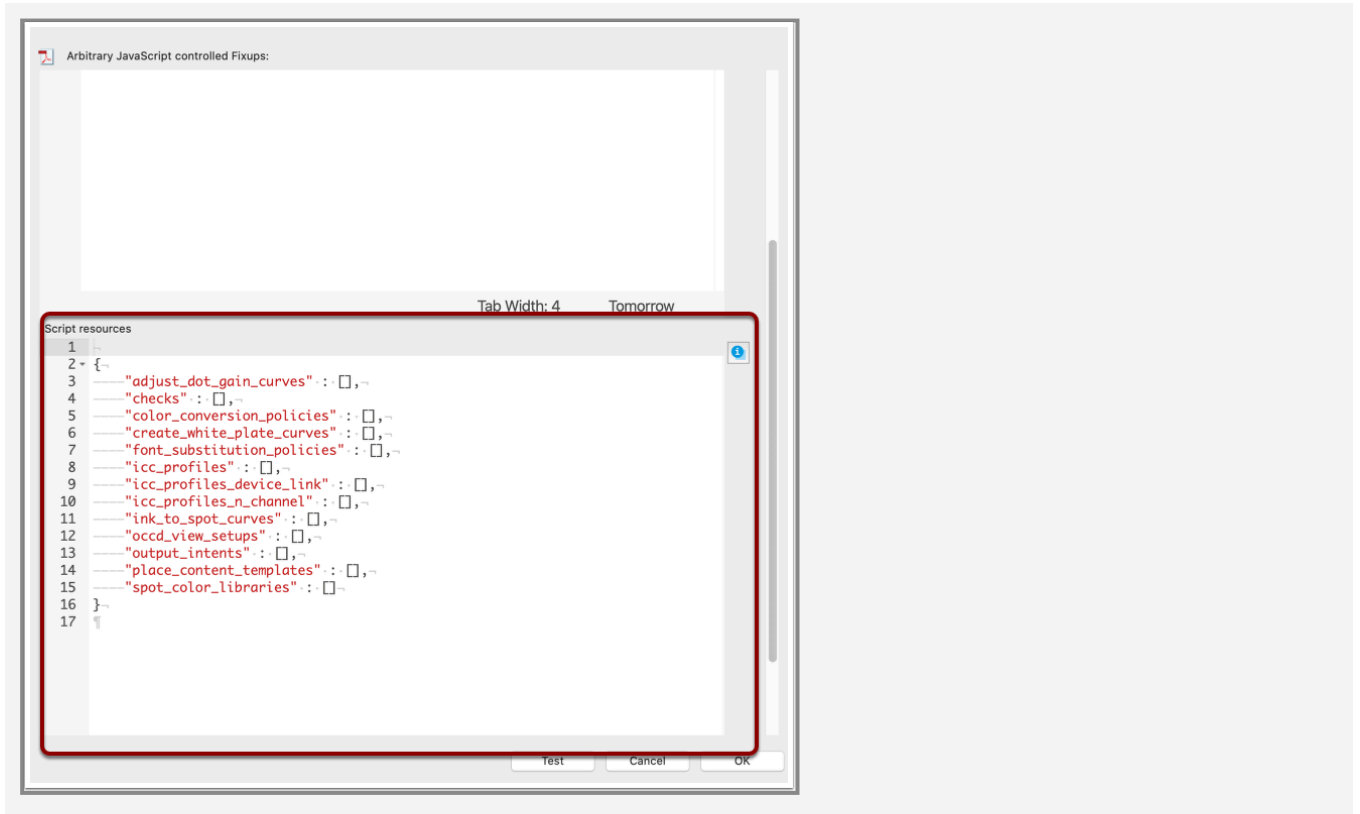 Arbitrary JavaScript controlled Fixups:
Tab Width: 4 Tomorrow
Script resources
1 ¬
2 {¬
3 "adjust_dot_gain_curves" : [],¬
4 "checks" : [],¬
5 "color_conversion_policies" : [],¬
6 "create_white_plate_curves" : [],¬
7 "font_substitution_policies" : [],¬
8 "icc_profiles" : [],¬
9 "icc_profiles_device_link" : [],¬
10 "icc_profiles_n_channel" : [],¬
11 "ink_to_spot_curves" : [],¬
12 "occd_view_setups" : [],¬
13 "output_intents" : [],¬
14 "place_content_templates" : [],¬
15 "spot_color_libraries" : []¬
16 }¬
17 ¶
Test Cancel OK